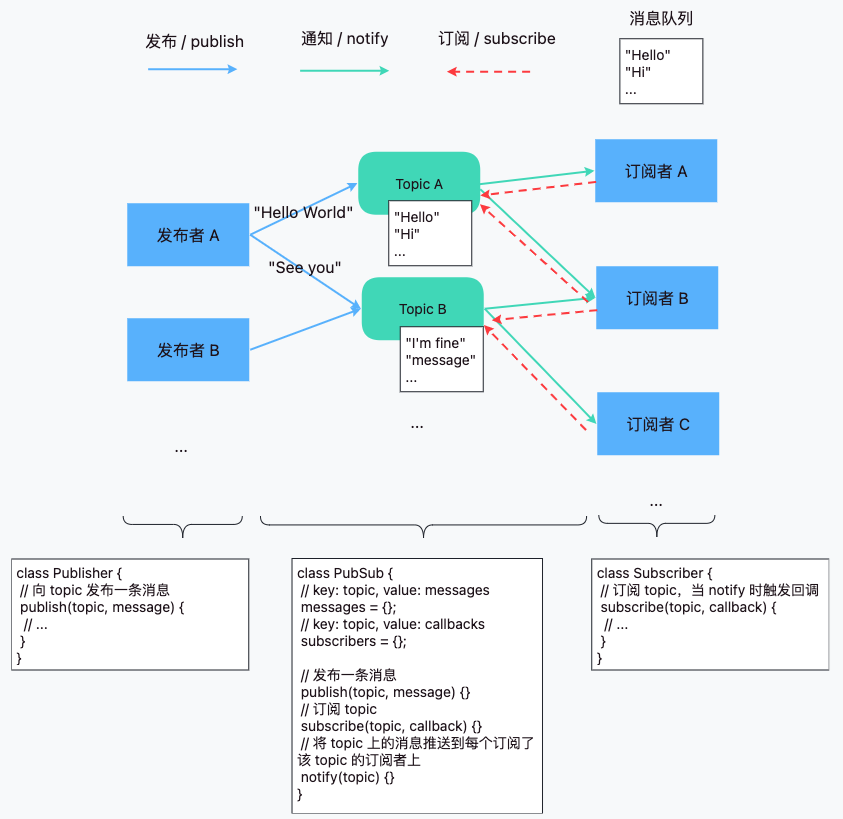 发布 / publish
通知 / notify
订阅 / subscribe
消息队列
"Hello"
"Hi"
...
Topic A
"Hello"
"Hi"
...
订阅者 A
"Hello World"
发布者 A
"See you"
Topic B
"I'm fine"
"message"
...
订阅者 B
发布者 B
...
订阅者 C
...
...
class Publisher {
// 向 topic 发布一条消息
publish(topic, message) {
// ...
}
}
class PubSub {
// key: topic, value: messages
messages = {};
// key: topic, value: callbacks
subscribers = {};
// 发布一条消息
publish(topic, message) {}
// 订阅 topic
subscribe(topic, callback) {}
// 将 topic 上的消息推送到每个订阅了
该 topic 的订阅者上
notify(topic) {}
}
class Subscriber {
// 订阅 topic，当 notify 时触发回调
subscribe(topic, callback) {
// ...
}
}